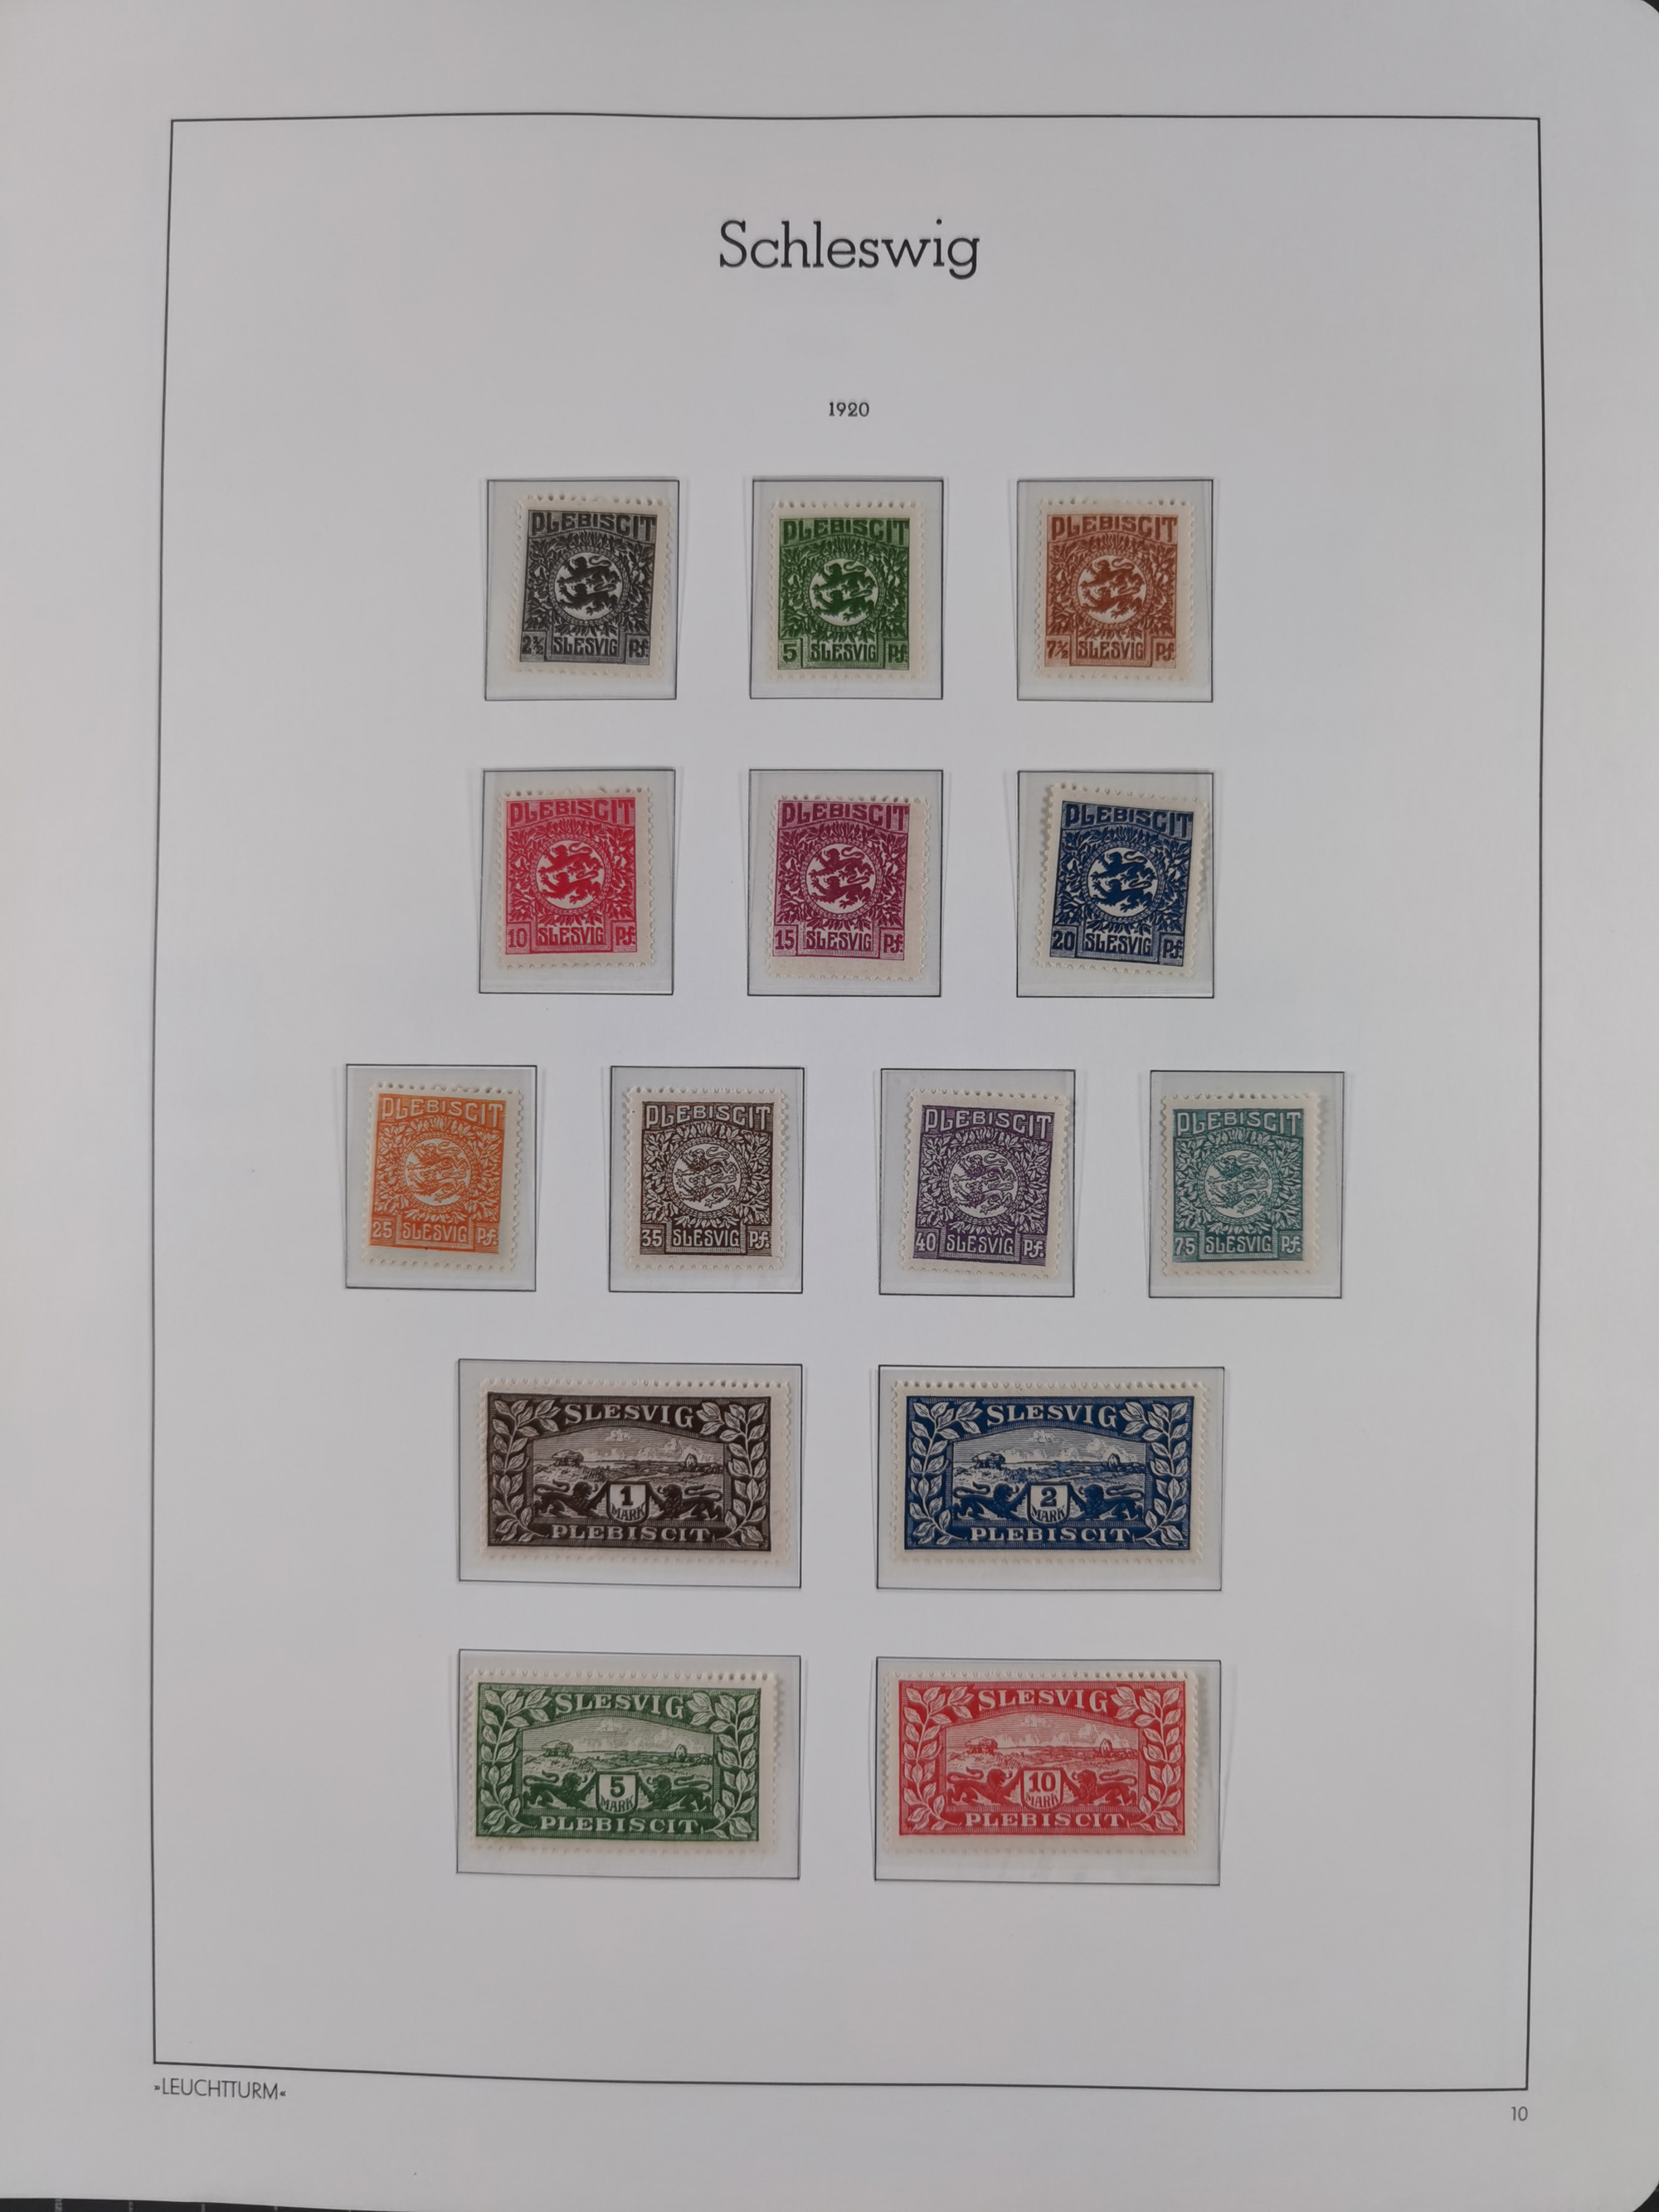 Schleswig
1920
PLEBISCIT
2½ SLESVIG Pf.
PLEBISCIT
5 SLESVIG Pf.
PLEBISCIT
7½ SLESVIG Pf.
PLEBISCIT
10 SLESVIG Pf.
PLEBISCIT
15 SLESVIG Pf.
PLEBISCIT
20 SLESVIG Pf.
PLEBISCIT
25 SLESVIG Pf.
PLEBISCIT
35 SLESVIG Pf.
PLEBISCIT
40 SLESVIG Pf.
PLEBISCIT
75 SLESVIG Pf.
SLESVIG
1
MARK
PLEBISCIT
SLESVIG
2
MARK
PLEBISCIT
SLESVIG
5
MARK
PLEBISCIT
SLESVIG
10
MARK
PLEBISCIT
»LEUCHTTURM«
10